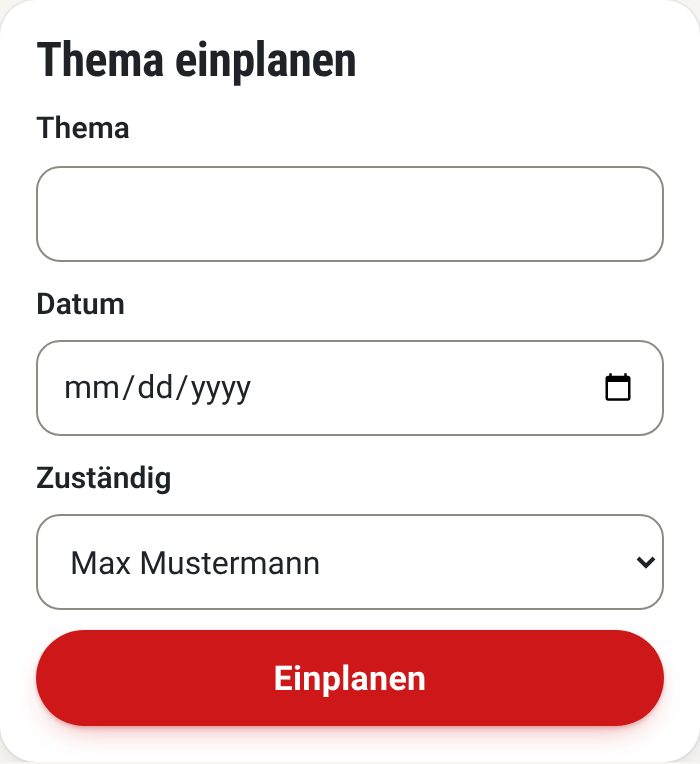 Thema einplanen
Thema
Datum
mm/dd/yyyy
Zuständig
Max Mustermann
Einplanen